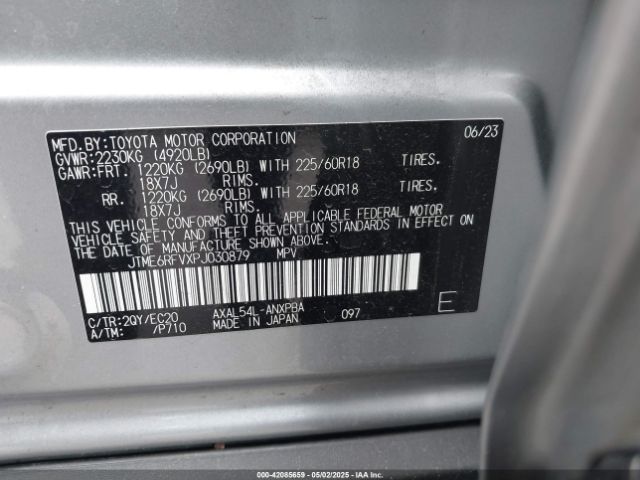 MFD.BY:TOYOTA MOTOR CORPORATION 06/23
GVWR:2230KG (4920LB)
GAWR:FRT. 1220KG (2690LB) WITH 225/60R18 TIRES.
18X7J RIMS.
RR. 1220KG (2690LB) WITH 225/60R18 TIRES.
18X7J RIMS.
THIS VEHICLE CONFORMS TO ALL APPLICABLE FEDERAL MOTOR
VEHICLE SAFETY AND THEFT PREVENTION STANDARDS IN EFFECT ON
THE DATE OF MANUFACTURE SHOWN ABOVE.
JTME6RFVXPJ030879 MPV
C/TR:2QY/EC20 AXAL54L-ANXPBA
A/TM: /P710 MADE IN JAPAN 097 E
000-42085659 05/02/2025 IAA Inc.